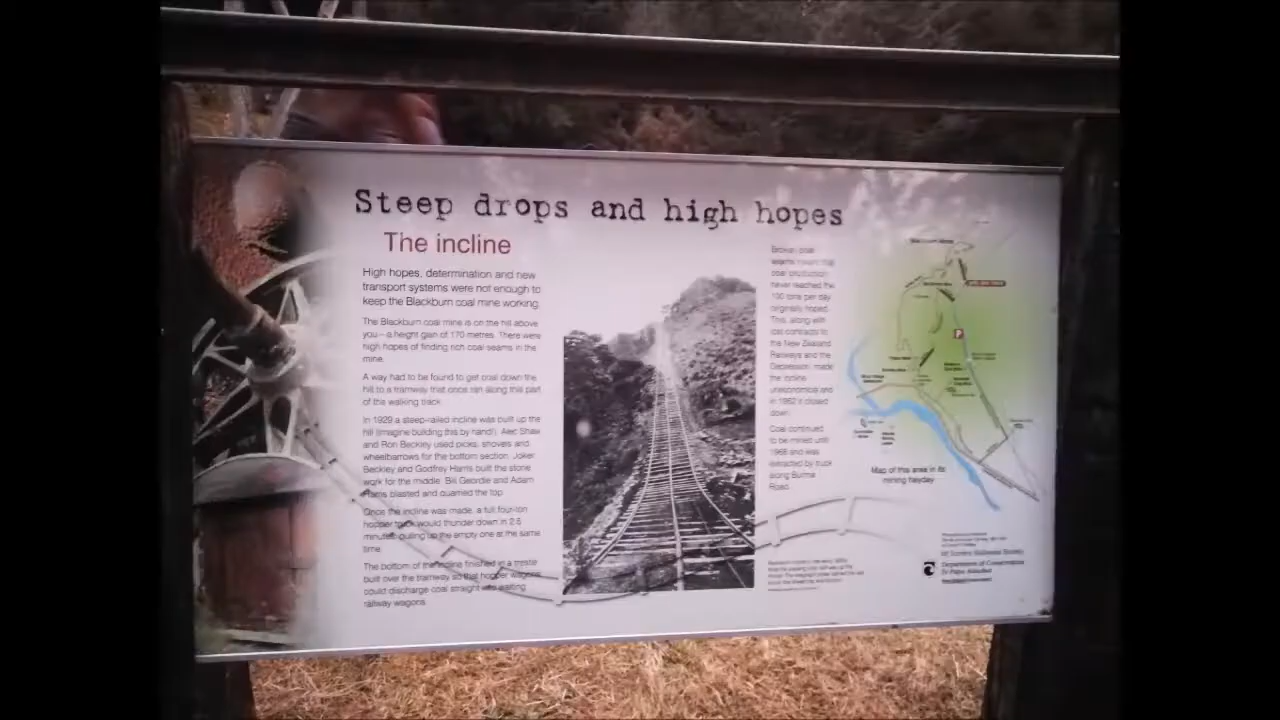 Steep drops and high hopes
The incline
High hopes, determination and new
transport systems were not enough to
keep the Blackburn coal mine working.
The Blackburn coal mine is on the hill above
you – a height gain of 170 metres. There were
high hopes of finding rich coal seams in the
mine.
A way had to be found to get coal down the
hill to a tramway that once ran along this part
of the walking track.
In 1929 a steep-railed incline was built up the
hill (imagine building this by hand!). Alec Shaw
and Ron Beckley used picks, shovels and
wheelbarrows for the bottom section. Joker
Beckley and Godfrey Harris built the stone
work for the middle. Bill Geordie and Adam
Harris blasted and quarried the top.
Once the incline was made, a full four-ton
hopper truck would thunder down in 2.5
minutes pulling up the empty one at the same
time.
The bottom of the incline finished in a trestle
built over the tramway so that hopper wagons
could discharge coal straight into waiting
railway wagons.
Broken coal
seams meant that
coal production
never reached the
100 tons per day
originally hoped.
This, along with
lost contracts to
the New Zealand
Railways and the
Depression, made
the incline
uneconomical and
in 1962 it closed
down.
Coal continued
to be mined until
1968 and was
extracted by truck
along Burma
Road.
P
Map of this area in its
mining heyday
Department of Conservation
Te Papa Atawhai